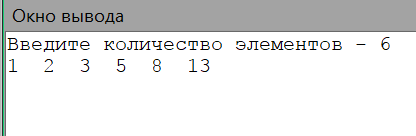 Окно вывода
Введите количество элементов - 6
1  2  3  5  8  13